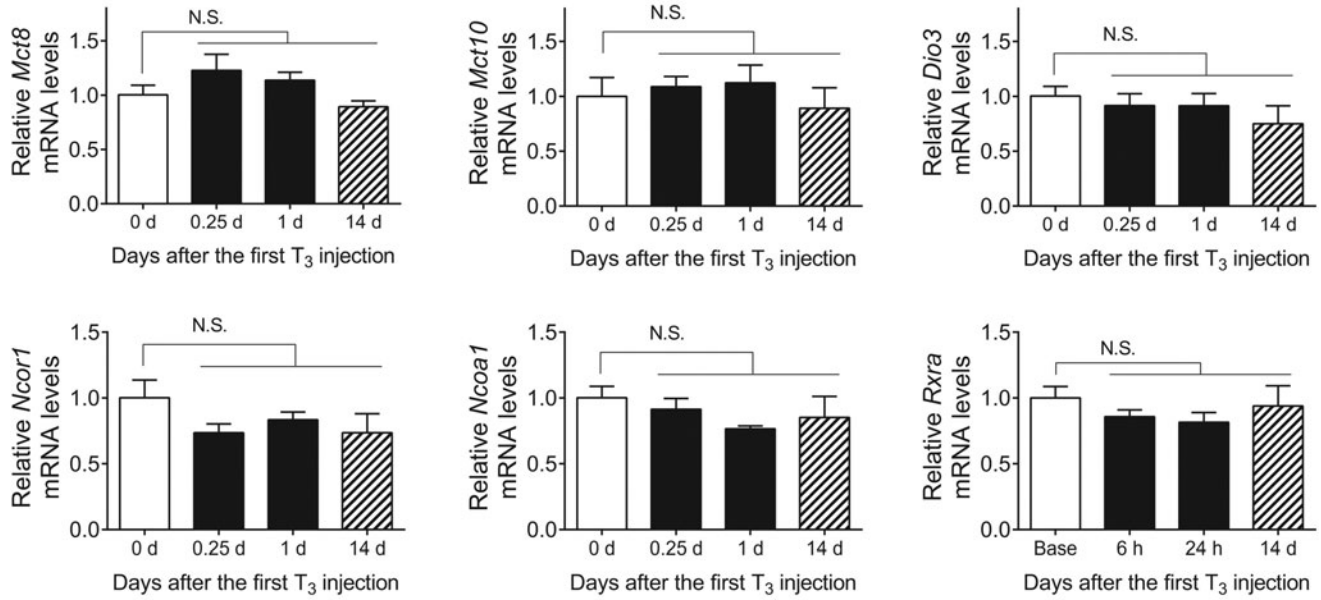 Relative Mct8
mRNA levels
N.S.
1.5
1.0
0.5
0.0
0 d 0.25 d 1 d 14 d
Days after the first T₃ injection
Relative Mct10
mRNA levels
N.S.
1.5
1.0
0.5
0.0
0 d 0.25 d 1 d 14 d
Days after the first T₃ injection
Relative Dio3
mRNA levels
N.S.
1.5
1.0
0.5
0.0
0 d 0.25 d 1 d 14 d
Days after the first T₃ injection
Relative Ncor1
mRNA levels
N.S.
1.5
1.0
0.5
0.0
0 d 0.25 d 1 d 14 d
Days after the first T₃ injection
Relative Ncoa1
mRNA levels
N.S.
1.5
1.0
0.5
0.0
0 d 0.25 d 1 d 14 d
Days after the first T₃ injection
Relative Rxra
mRNA levels
N.S.
1.5
1.0
0.5
0.0
Base 6 h 24 h 14 d
Days after the first T₃ injection